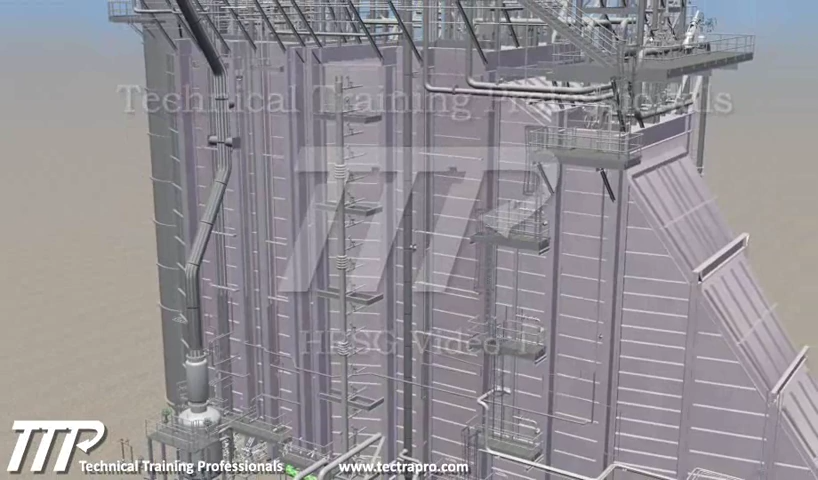 Technical Training Professionals
TTP
HRSG Video 1
TTP
Technical Training Professionals
www.tectrapro.com